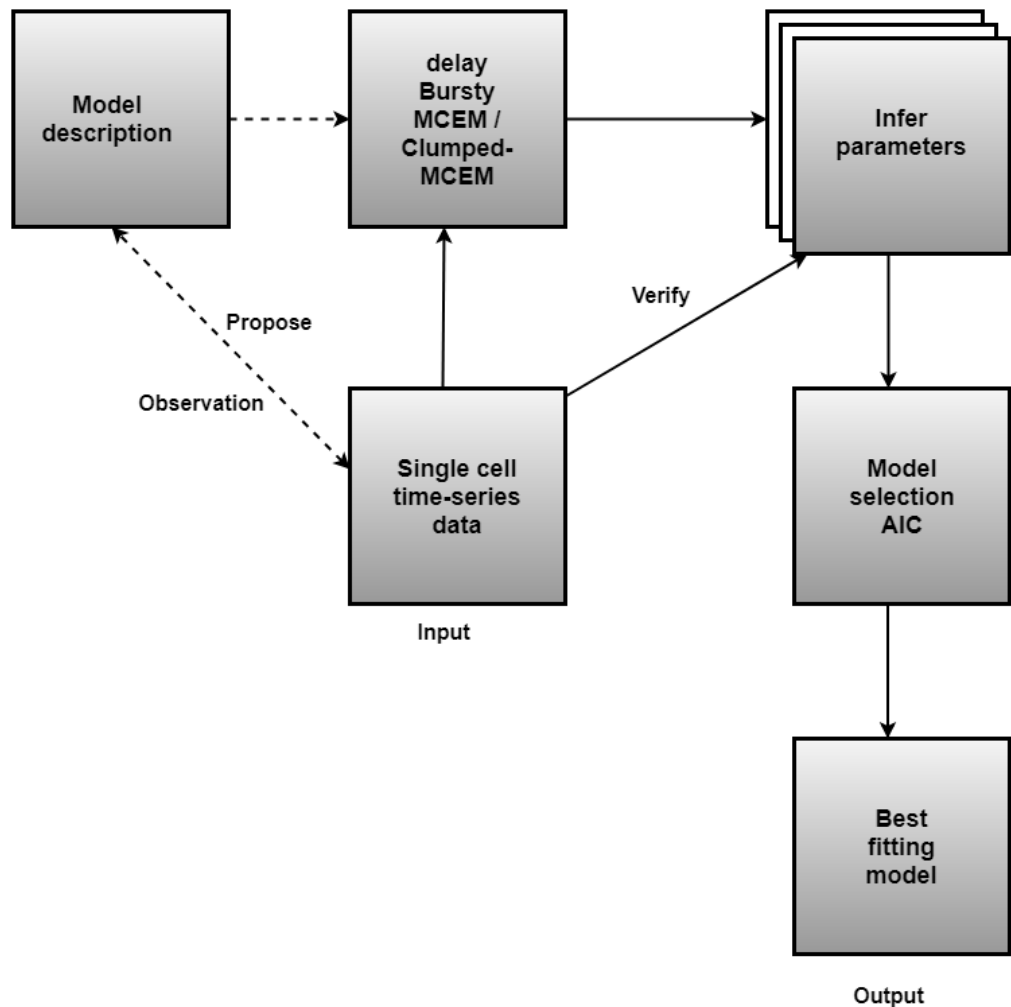 Model
description
delay
Bursty
MCEM /
Clumped-
MCEM
Infer
parameters
Verify
Propose
Observation
Single cell
time-series
data
Input
Model
selection
AIC
Best
fitting
model
Output